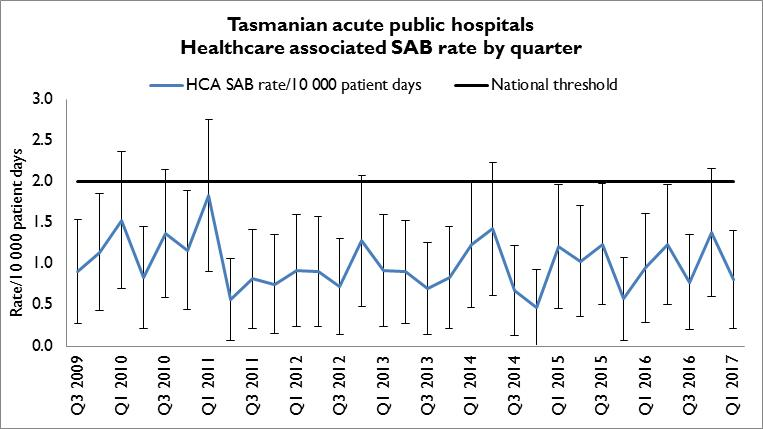 Tasmanian acute public hospitals
Healthcare associated SAB rate by quarter
HCA SAB rate/10 000 patient days
National threshold
Rate/10 000 patient days
3.0
2.5
2.0
1.5
1.0
0.5
0.0
Q3 2009
Q1 2010
Q3 2010
Q1 2011
Q3 2011
Q1 2012
Q3 2012
Q1 2013
Q3 2013
Q1 2014
Q3 2014
Q1 2015
Q3 2015
Q1 2016
Q3 2016
Q1 2017